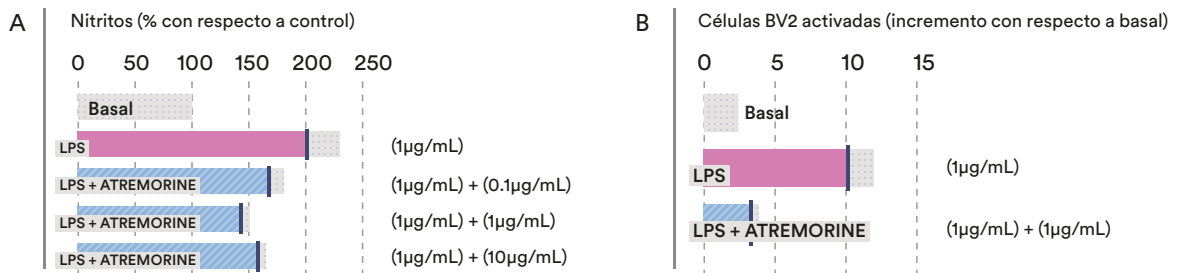 A
Nitritos (% con respecto a control)
0 50 100 150 200 250
Basal
LPS (1µg/mL)
LPS + ATREMORINE (1µg/mL) + (0.1µg/mL)
LPS + ATREMORINE (1µg/mL) + (1µg/mL)
LPS + ATREMORINE (1µg/mL) + (10µg/mL)
B
Células BV2 activadas (incremento con respecto a basal)
0 5 10 15
Basal
LPS (1µg/mL)
LPS + ATREMORINE (1µg/mL) + (1µg/mL)